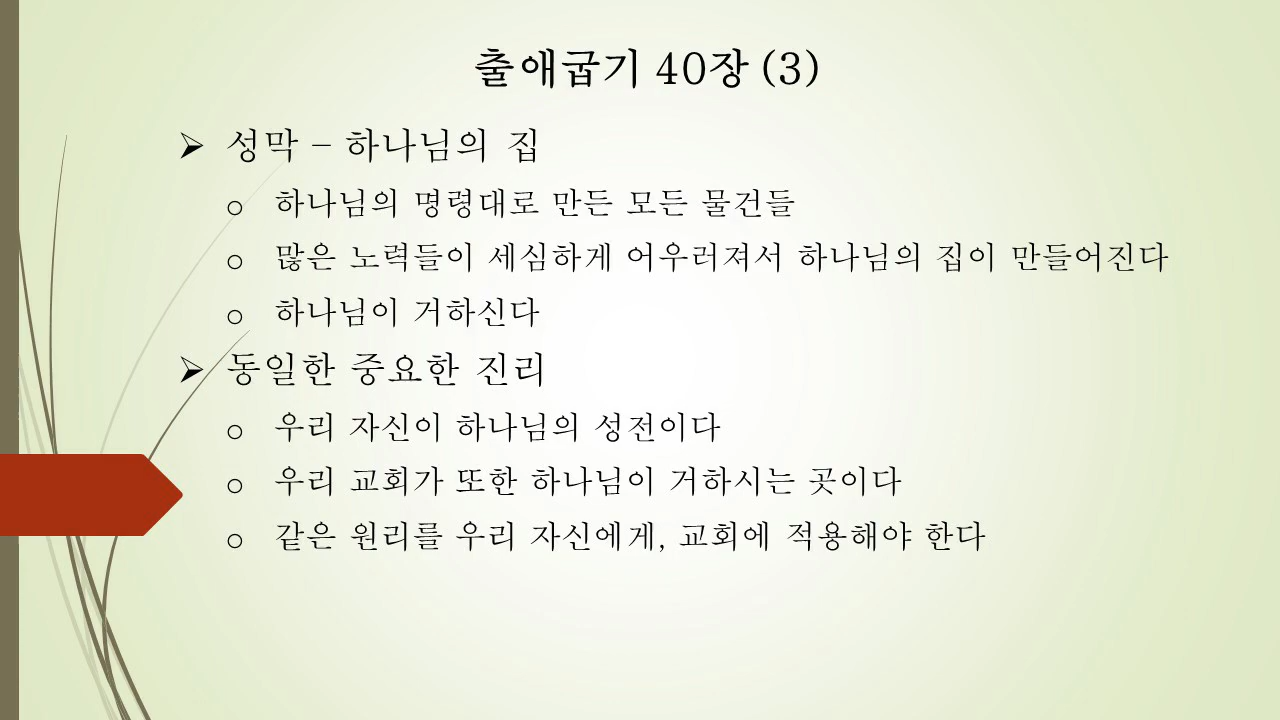 출애굽기 40장 (3)
➢ 성막 – 하나님의 집
o 하나님의 명령대로 만든 모든 물건들
o 많은 노력들이 세심하게 어우러져서 하나님의 집이 만들어진다
o 하나님이 거하신다
➢ 동일한 중요한 진리
o 우리 자신이 하나님의 성전이다
o 우리 교회가 또한 하나님이 거하시는 곳이다
o 같은 원리를 우리 자신에게, 교회에 적용해야 한다